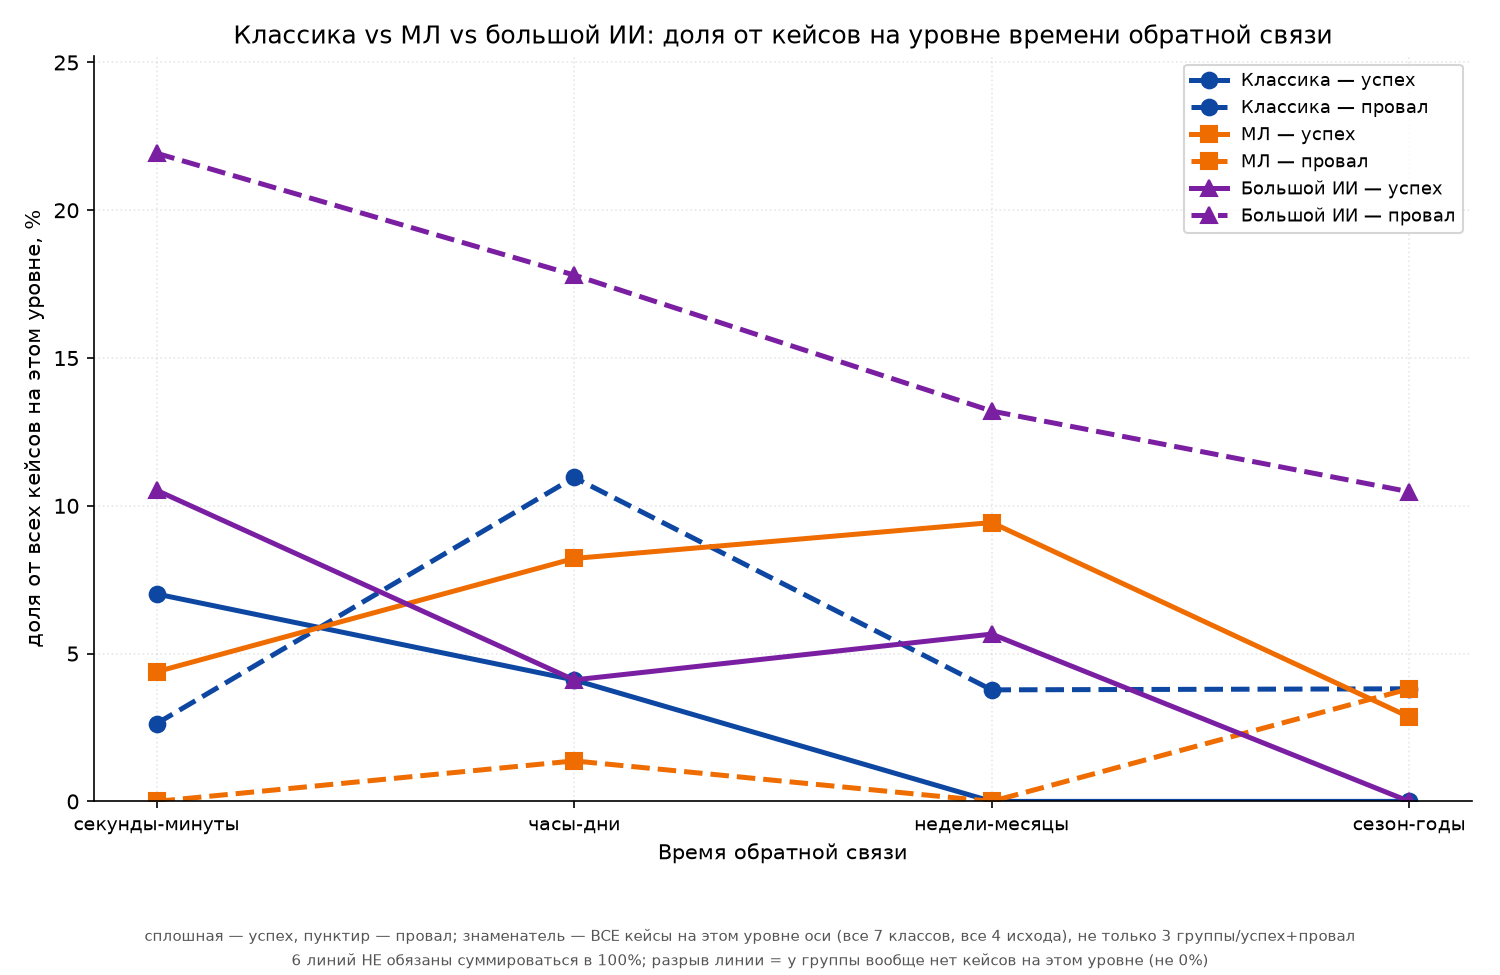 Классика vs МЛ vs большой ИИ: доля от кейсов на уровне времени обратной связи
доля от всех кейсов на этом уровне, %
25
20
15
10
5
0
Классика — успех
Классика — провал
МЛ — успех
МЛ — провал
Большой ИИ — успех
Большой ИИ — провал
секунды-минуты
часы-дни
недели-месяцы
сезон-годы
Время обратной связи
сплошная — успех, пунктир — провал; знаменатель — ВСЕ кейсы на этом уровне оси (все 7 классов, все 4 исхода), не только 3 группы/успех+провал
6 линий НЕ обязаны суммироваться в 100%; разрыв линии = у группы вообще нет кейсов на этом уровне (не 0%)